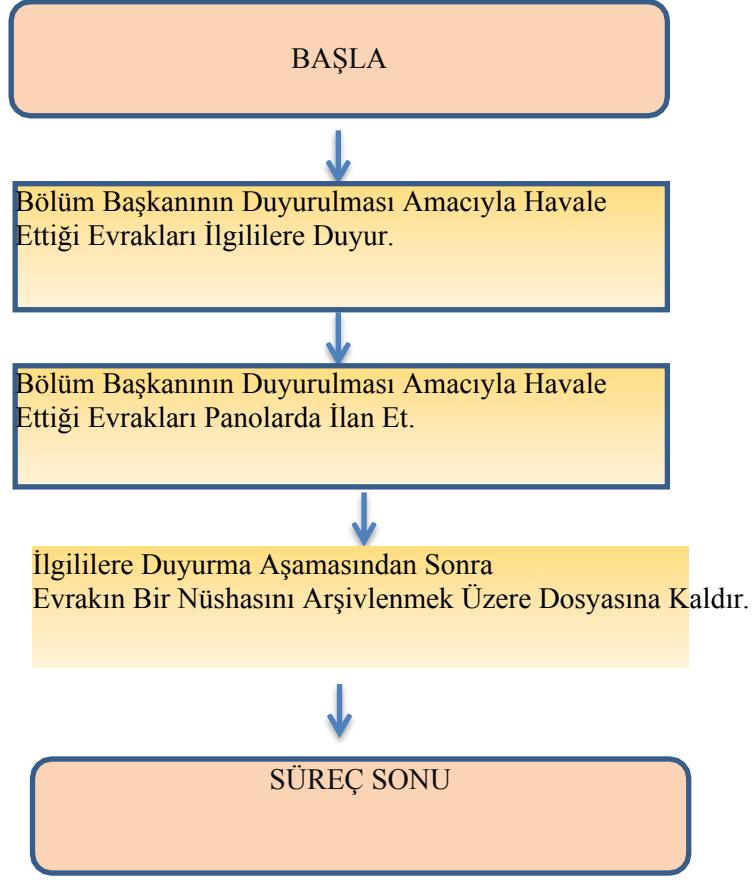 BAŞLA
Bölüm Başkanının Duyurulması Amacıyla Havale
Ettiği Evrakları İlgililere Duyur.
Bölüm Başkanının Duyurulması Amacıyla Havale
Ettiği Evrakları Panolarda İlan Et.
İlgililere Duyurma Aşamasından Sonra
Evrakın Bir Nüshasını Arşivlenmek Üzere Dosyasına Kaldır.
SÜREÇ SONU